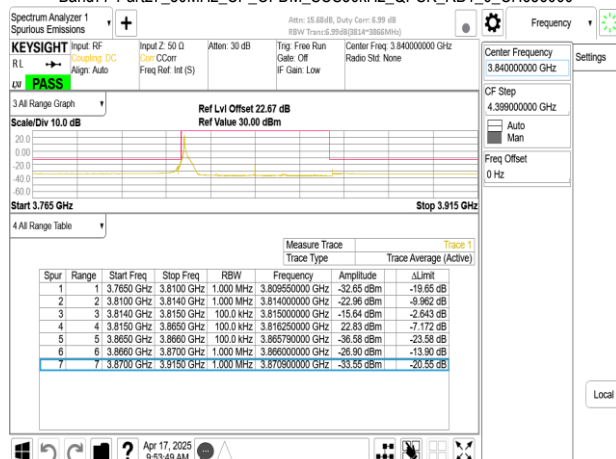 Spectrum Analyzer 1
Spurious Emissions
Attn: 15.68dB, Duty Corr: 6.99 dB
RBW Trans:6.99dB(3814~3866MHz)
Frequency
Settings
KEYSIGHT
RL
LXI
PASS
Input: RF
Coupling: DC
Align: Auto
Input Z: 50 Ω
Corr CCorr
Freq Ref: Int (S)
Atten: 30 dB
Trig: Free Run
Gate: Off
IF Gain: Low
Center Freq: 3.840000000 GHz
Radio Std: None
Center Frequency
3.840000000 GHz
CF Step
4.399000000 GHz
Auto
Man
Freq Offset
0 Hz
3 All Range Graph
Scale/Div 10.0 dB
Ref Lvl Offset 22.67 dB
Ref Value 30.00 dBm
20.0
0.00
-20.0
-40.0
-60.0
Start 3.765 GHz
Stop 3.915 GHz
4 All Range Table
Measure Trace Trace 1
Trace Type Trace Average (Active)
Spur Range Start Freq Stop Freq RBW Frequency Amplitude ΔLimit
1 1 3.7650 GHz 3.8100 GHz 1.000 MHz 3.809550000 GHz -32.65 dBm -19.65 dB
2 2 3.8100 GHz 3.8140 GHz 1.000 MHz 3.814000000 GHz -22.96 dBm -9.962 dB
3 3 3.8140 GHz 3.8150 GHz 100.0 kHz 3.815000000 GHz -15.64 dBm -2.643 dB
4 4 3.8150 GHz 3.8650 GHz 100.0 kHz 3.816250000 GHz 22.83 dBm -7.172 dB
5 5 3.8650 GHz 3.8660 GHz 100.0 kHz 3.865790000 GHz -36.58 dBm -23.58 dB
6 6 3.8660 GHz 3.8700 GHz 1.000 MHz 3.866000000 GHz -26.90 dBm -13.90 dB
7 7 3.8700 GHz 3.9150 GHz 1.000 MHz 3.870900000 GHz -33.55 dBm -20.55 dB
Local
?
Apr 17, 2025
9:53:49 AM